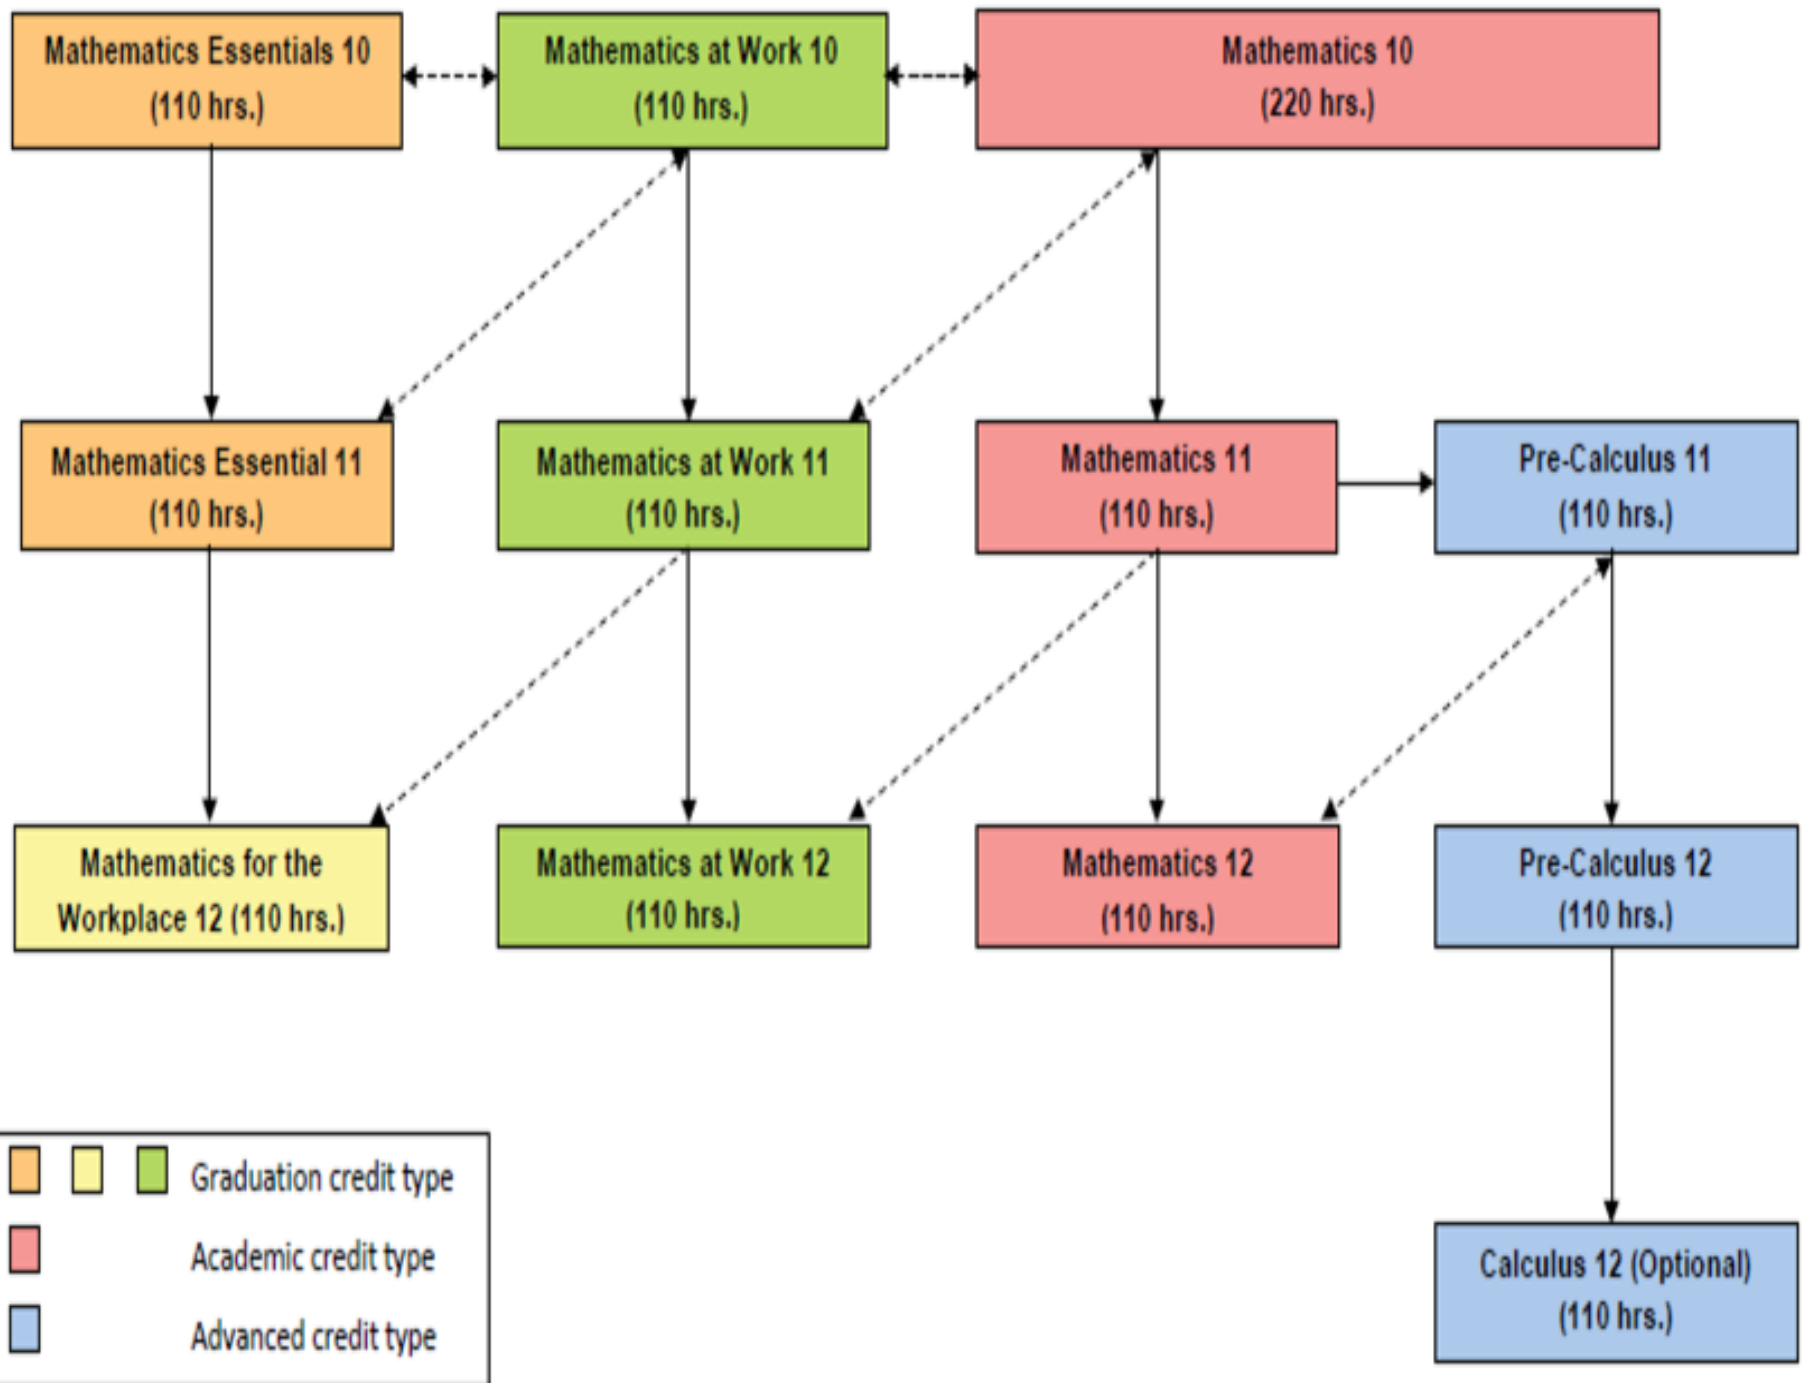 Mathematics Essentials 10
(110 hrs.)
Mathematics at Work 10
(110 hrs.)
Mathematics 10
(220 hrs.)
Mathematics Essential 11
(110 hrs.)
Mathematics at Work 11
(110 hrs.)
Mathematics 11
(110 hrs.)
Pre-Calculus 11
(110 hrs.)
Mathematics for the
Workplace 12 (110 hrs.)
Mathematics at Work 12
(110 hrs.)
Mathematics 12
(110 hrs.)
Pre-Calculus 12
(110 hrs.)
Calculus 12 (Optional)
(110 hrs.)
Graduation credit type
Academic credit type
Advanced credit type